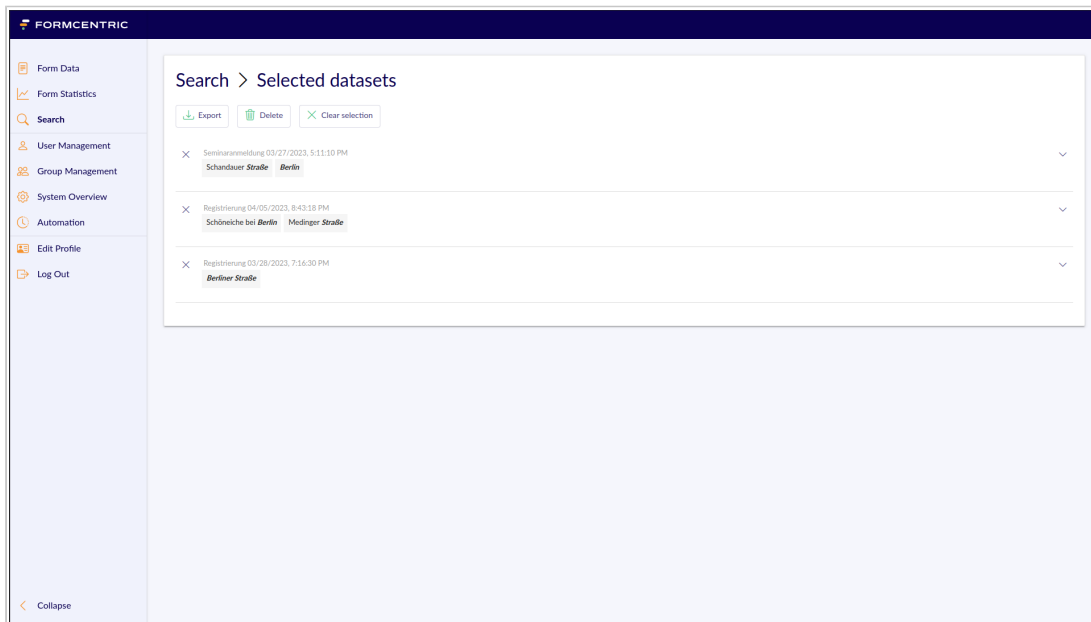 FORMCENTRIC
Form Data
Form Statistics
Search
User Management
Group Management
System Overview
Automation
Edit Profile
Log Out
Collapse
Search > Selected datasets
Export Delete Clear selection
Seminaranmeldung 03/27/2023, 5:11:10 PM
Schandauer Straße Berlin
Registrierung 04/05/2023, 8:43:18 PM
Schöneiche bei Berlin Medinger Straße
Registrierung 03/28/2023, 7:16:30 PM
Berliner Straße